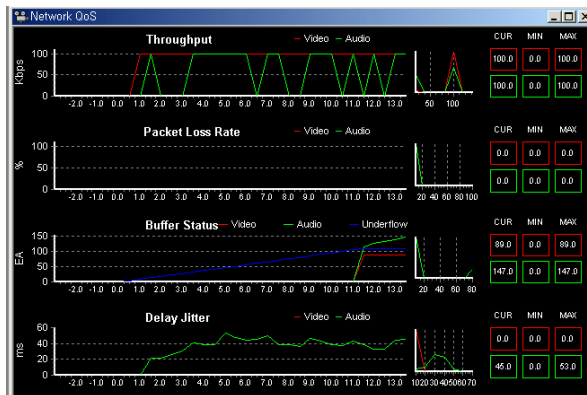 Network QoS
Throughput
Video
Audio
CUR MIN MAX
Kbps
100
50
0
-2.0 -1.0 0.0 1.0 2.0 3.0 4.0 5.0 6.0 7.0 8.0 9.0 10.0 11.0 12.0 13.0
50 100
100.0 0.0 100.0
100.0 0.0 100.0
Packet Loss Rate
Video
Audio
CUR MIN MAX
%
100
50
0
-2.0 -1.0 0.0 1.0 2.0 3.0 4.0 5.0 6.0 7.0 8.0 9.0 10.0 11.0 12.0 13.0
20 40 60 80 100
0.0 0.0 0.0
0.0 0.0 0.0
Buffer Status
Video
Audio
Underflow
CUR MIN MAX
EA
150
100
50
0
-2.0 -1.0 0.0 1.0 2.0 3.0 4.0 5.0 6.0 7.0 8.0 9.0 10.0 11.0 12.0 13.0
20 40 60 80
89.0 0.0 89.0
147.0 0.0 147.0
Delay Jitter
Video
Audio
CUR MIN MAX
ms
60
40
20
0
-2.0 -1.0 0.0 1.0 2.0 3.0 4.0 5.0 6.0 7.0 8.0 9.0 10.0 11.0 12.0 13.0
10 20 30 40 50 60 70
0.0 0.0 0.0
45.0 0.0 53.0